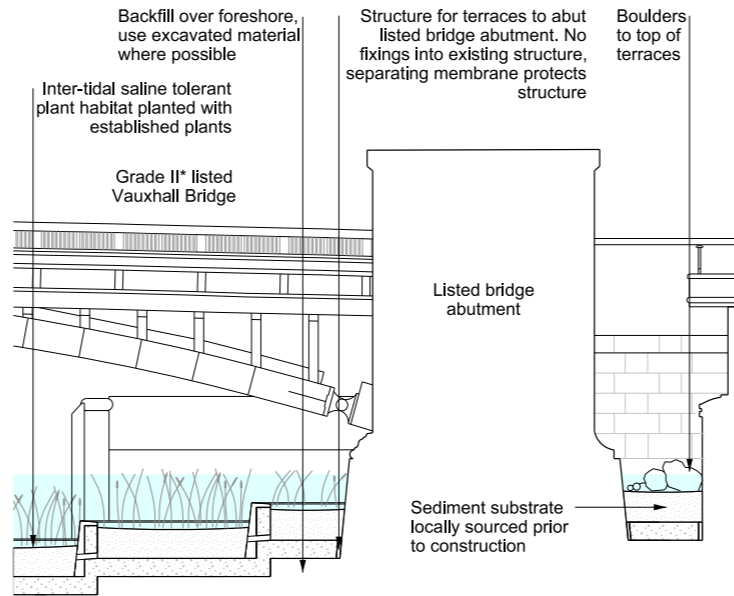 Backfill over foreshore,
use excavated material
where possible
Structure for terraces to abut
listed bridge abutment. No
fixings into existing structure,
separating membrane protects
structure
Boulders
to top of
terraces
Inter-tidal saline tolerant
plant habitat planted with
established plants
Grade II* listed
Vauxhall Bridge
Listed bridge
abutment
Sediment substrate
locally sourced prior
to construction